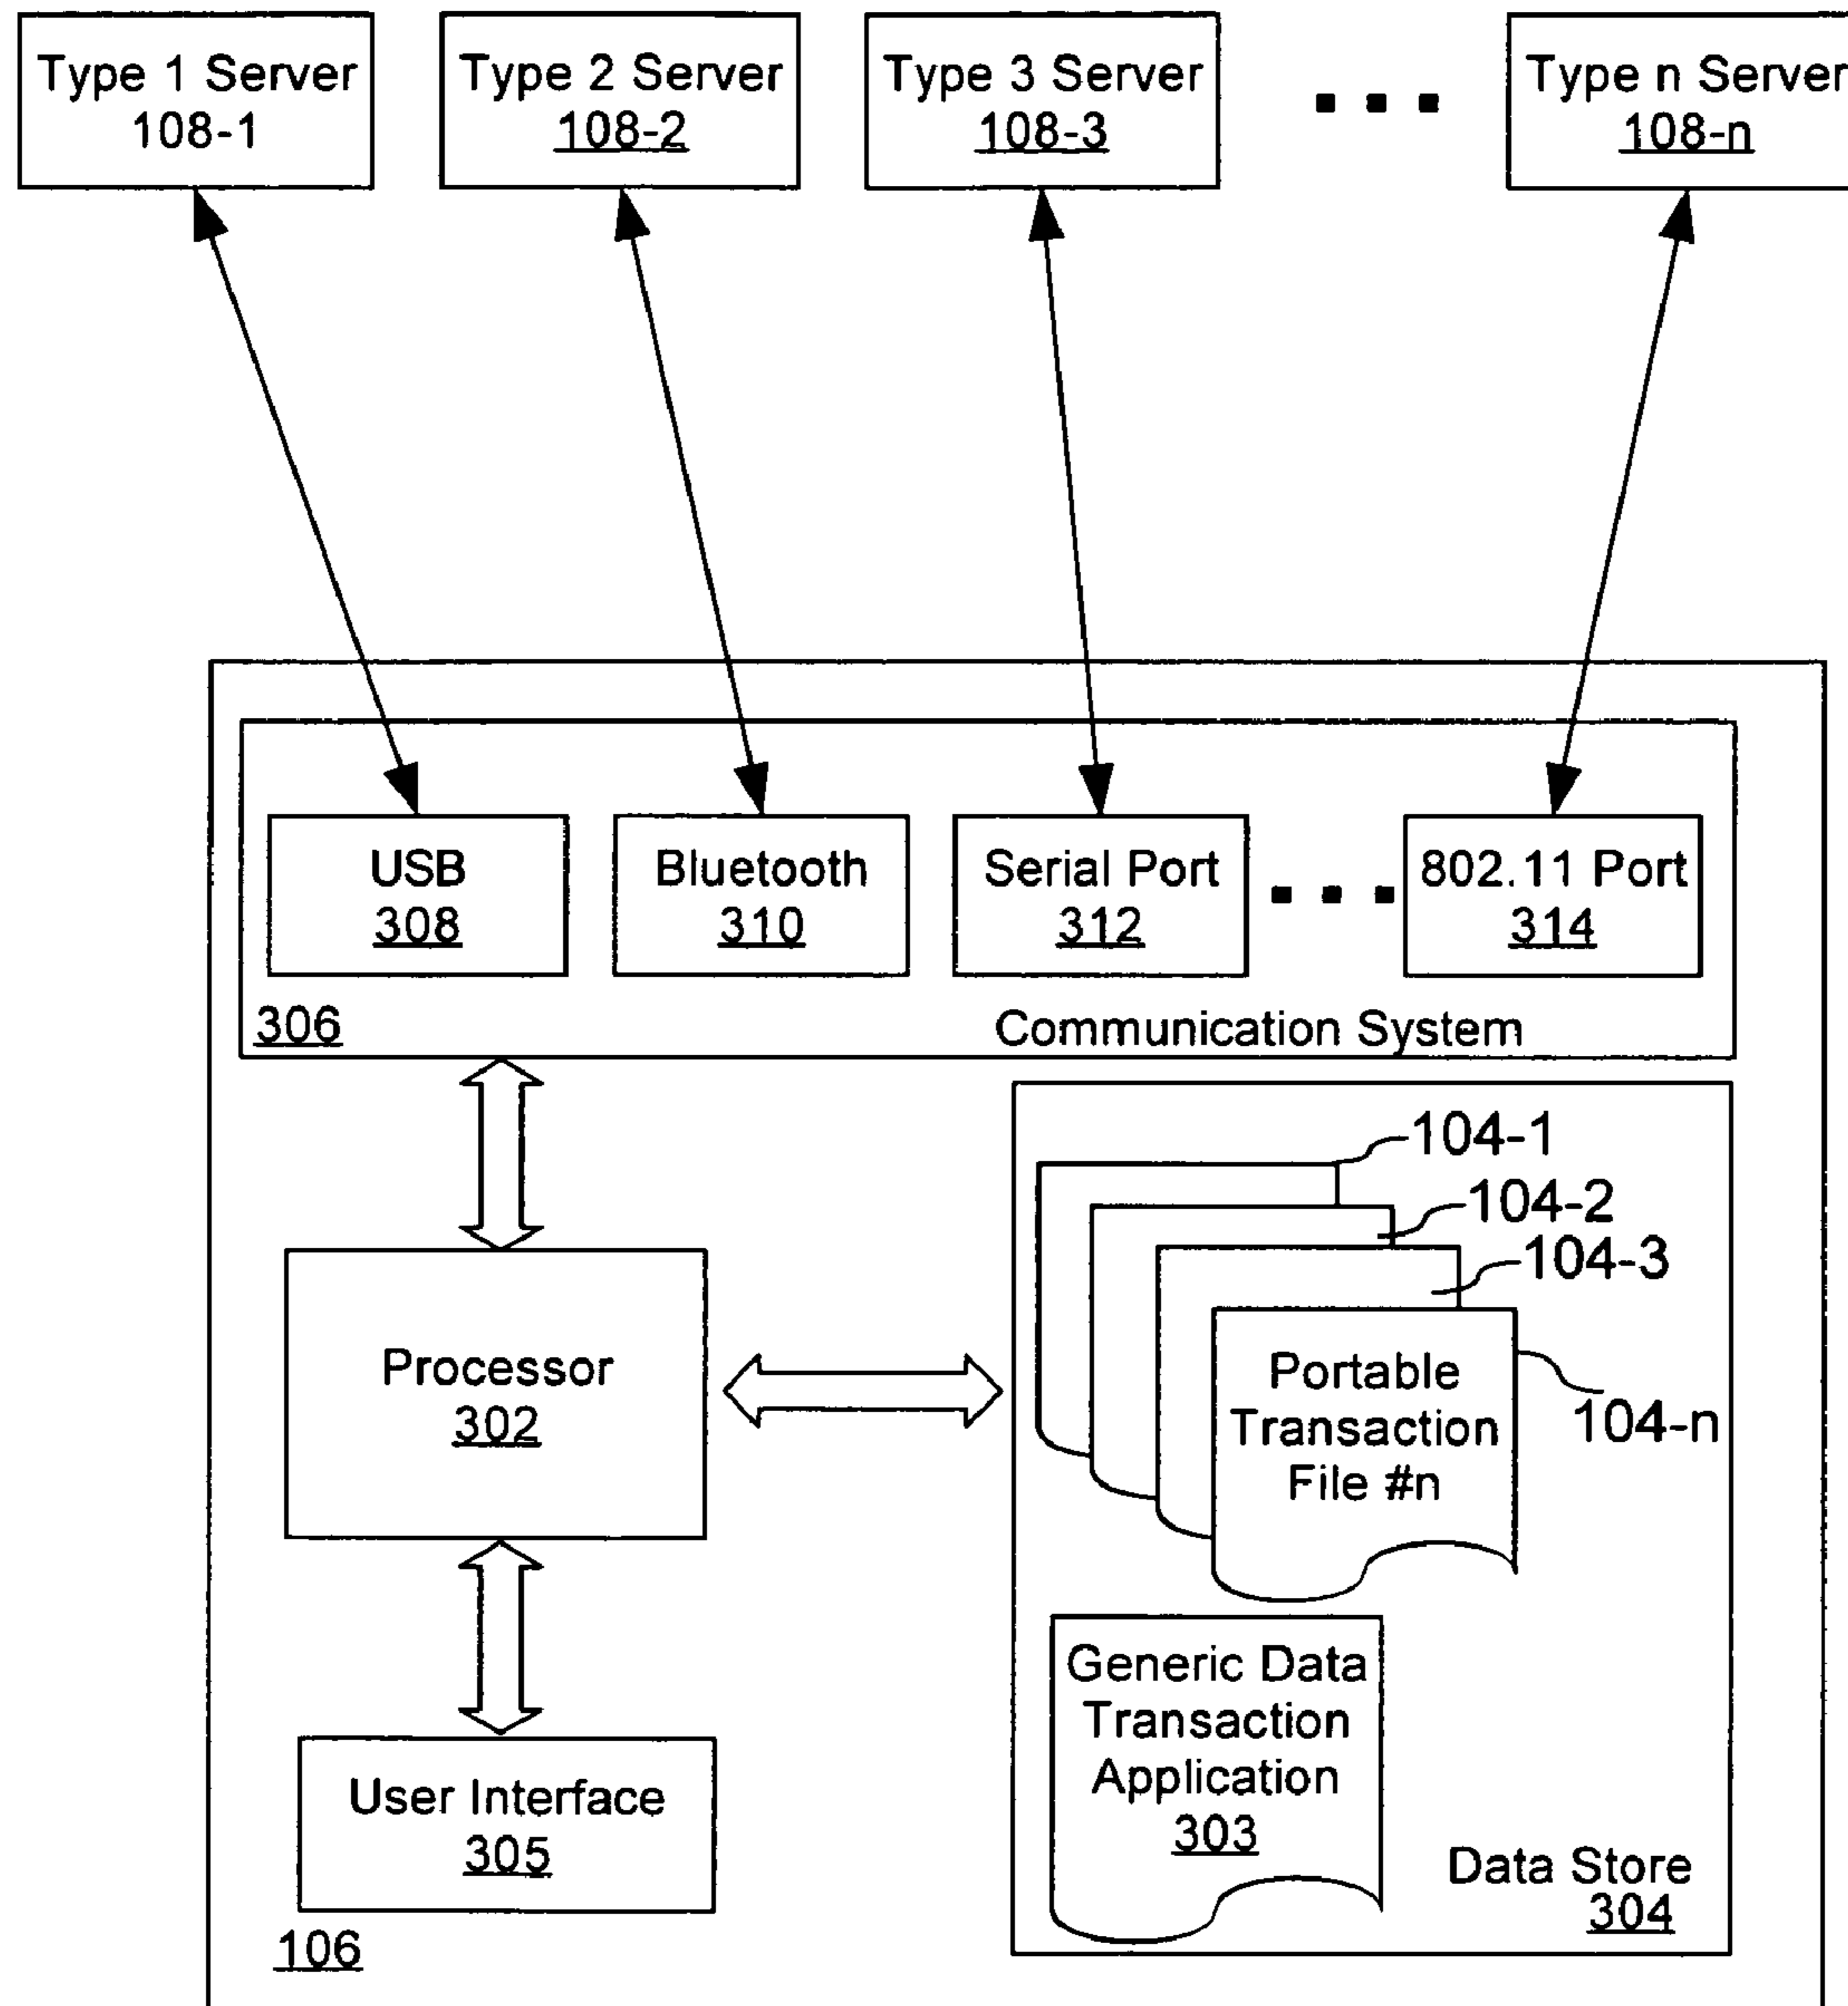 Type 1 Server
108-1
Type 2 Server
108-2
Type 3 Server
108-3
Type n Server
108-n
USB
308
Bluetooth
310
Serial Port
312
802.11 Port
314
306
Communication System
104-1
104-2
104-3
Processor
302
Portable
Transaction
File #n
104-n
Generic Data
Transaction
Application
303
User Interface
305
Data Store
304
106